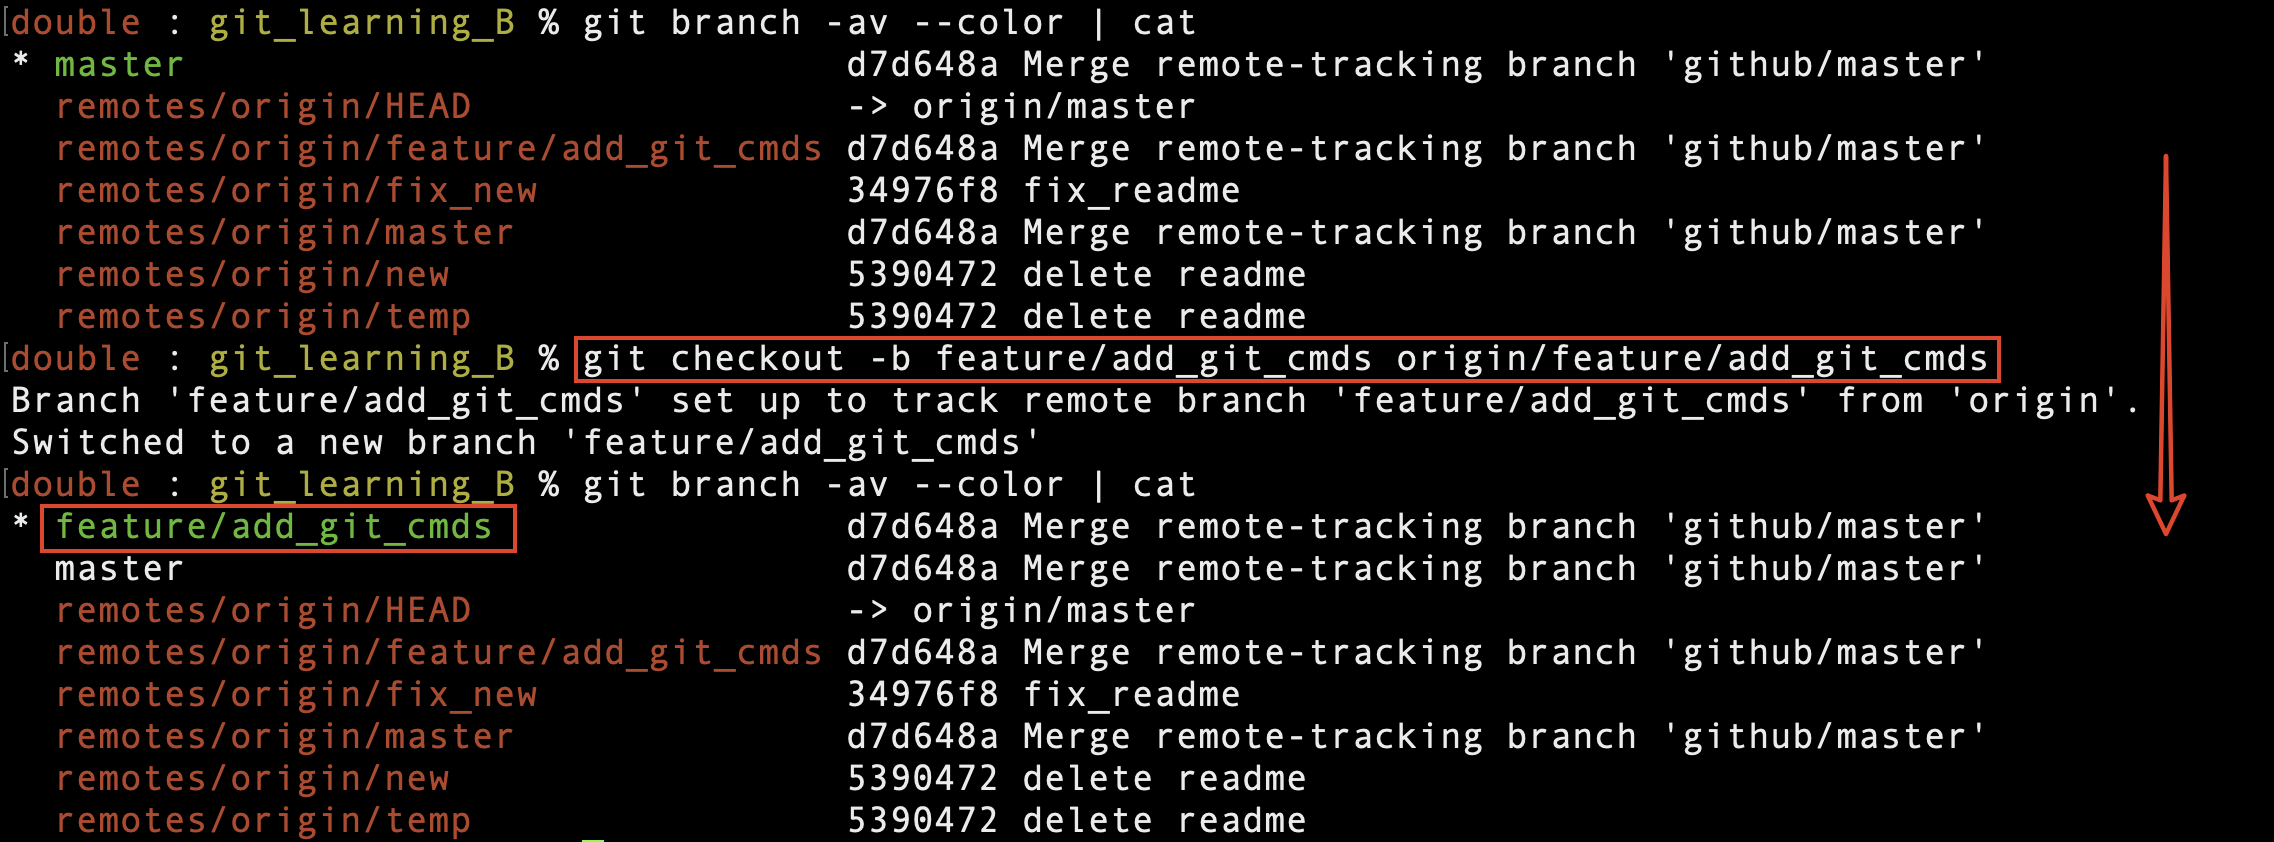 [double : git_learning_B % git branch -av --color | cat
* master                              d7d648a Merge remote-tracking branch 'github/master'
  remotes/origin/HEAD                 -> origin/master
  remotes/origin/feature/add_git_cmds d7d648a Merge remote-tracking branch 'github/master'
  remotes/origin/fix_new              34976f8 fix_readme
  remotes/origin/master               d7d648a Merge remote-tracking branch 'github/master'
  remotes/origin/new                  5390472 delete readme
  remotes/origin/temp                 5390472 delete readme
[double : git_learning_B % git checkout -b feature/add_git_cmds origin/feature/add_git_cmds
Branch 'feature/add_git_cmds' set up to track remote branch 'feature/add_git_cmds' from 'origin'.
Switched to a new branch 'feature/add_git_cmds'
[double : git_learning_B % git branch -av --color | cat
* feature/add_git_cmds                d7d648a Merge remote-tracking branch 'github/master'
  master                              d7d648a Merge remote-tracking branch 'github/master'
  remotes/origin/HEAD                 -> origin/master
  remotes/origin/feature/add_git_cmds d7d648a Merge remote-tracking branch 'github/master'
  remotes/origin/fix_new              34976f8 fix_readme
  remotes/origin/master               d7d648a Merge remote-tracking branch 'github/master'
  remotes/origin/new                  5390472 delete readme
  remotes/origin/temp                 5390472 delete readme